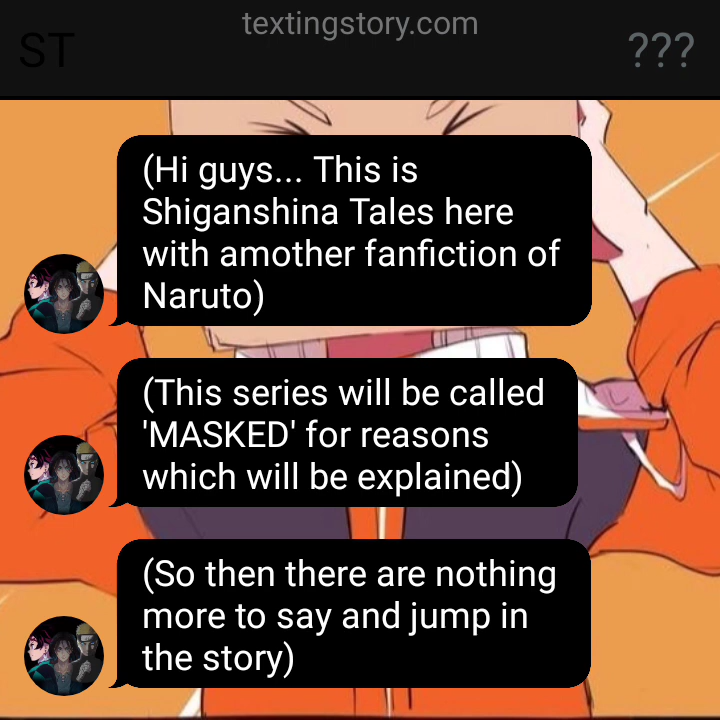 textingstory.com
ST
???
(Hi guys... This is
Shiganshina Tales here
with amother fanfiction of
Naruto)
(This series will be called
'MASKED' for reasons
which will be explained)
(So then there are nothing
more to say and jump in
the story)